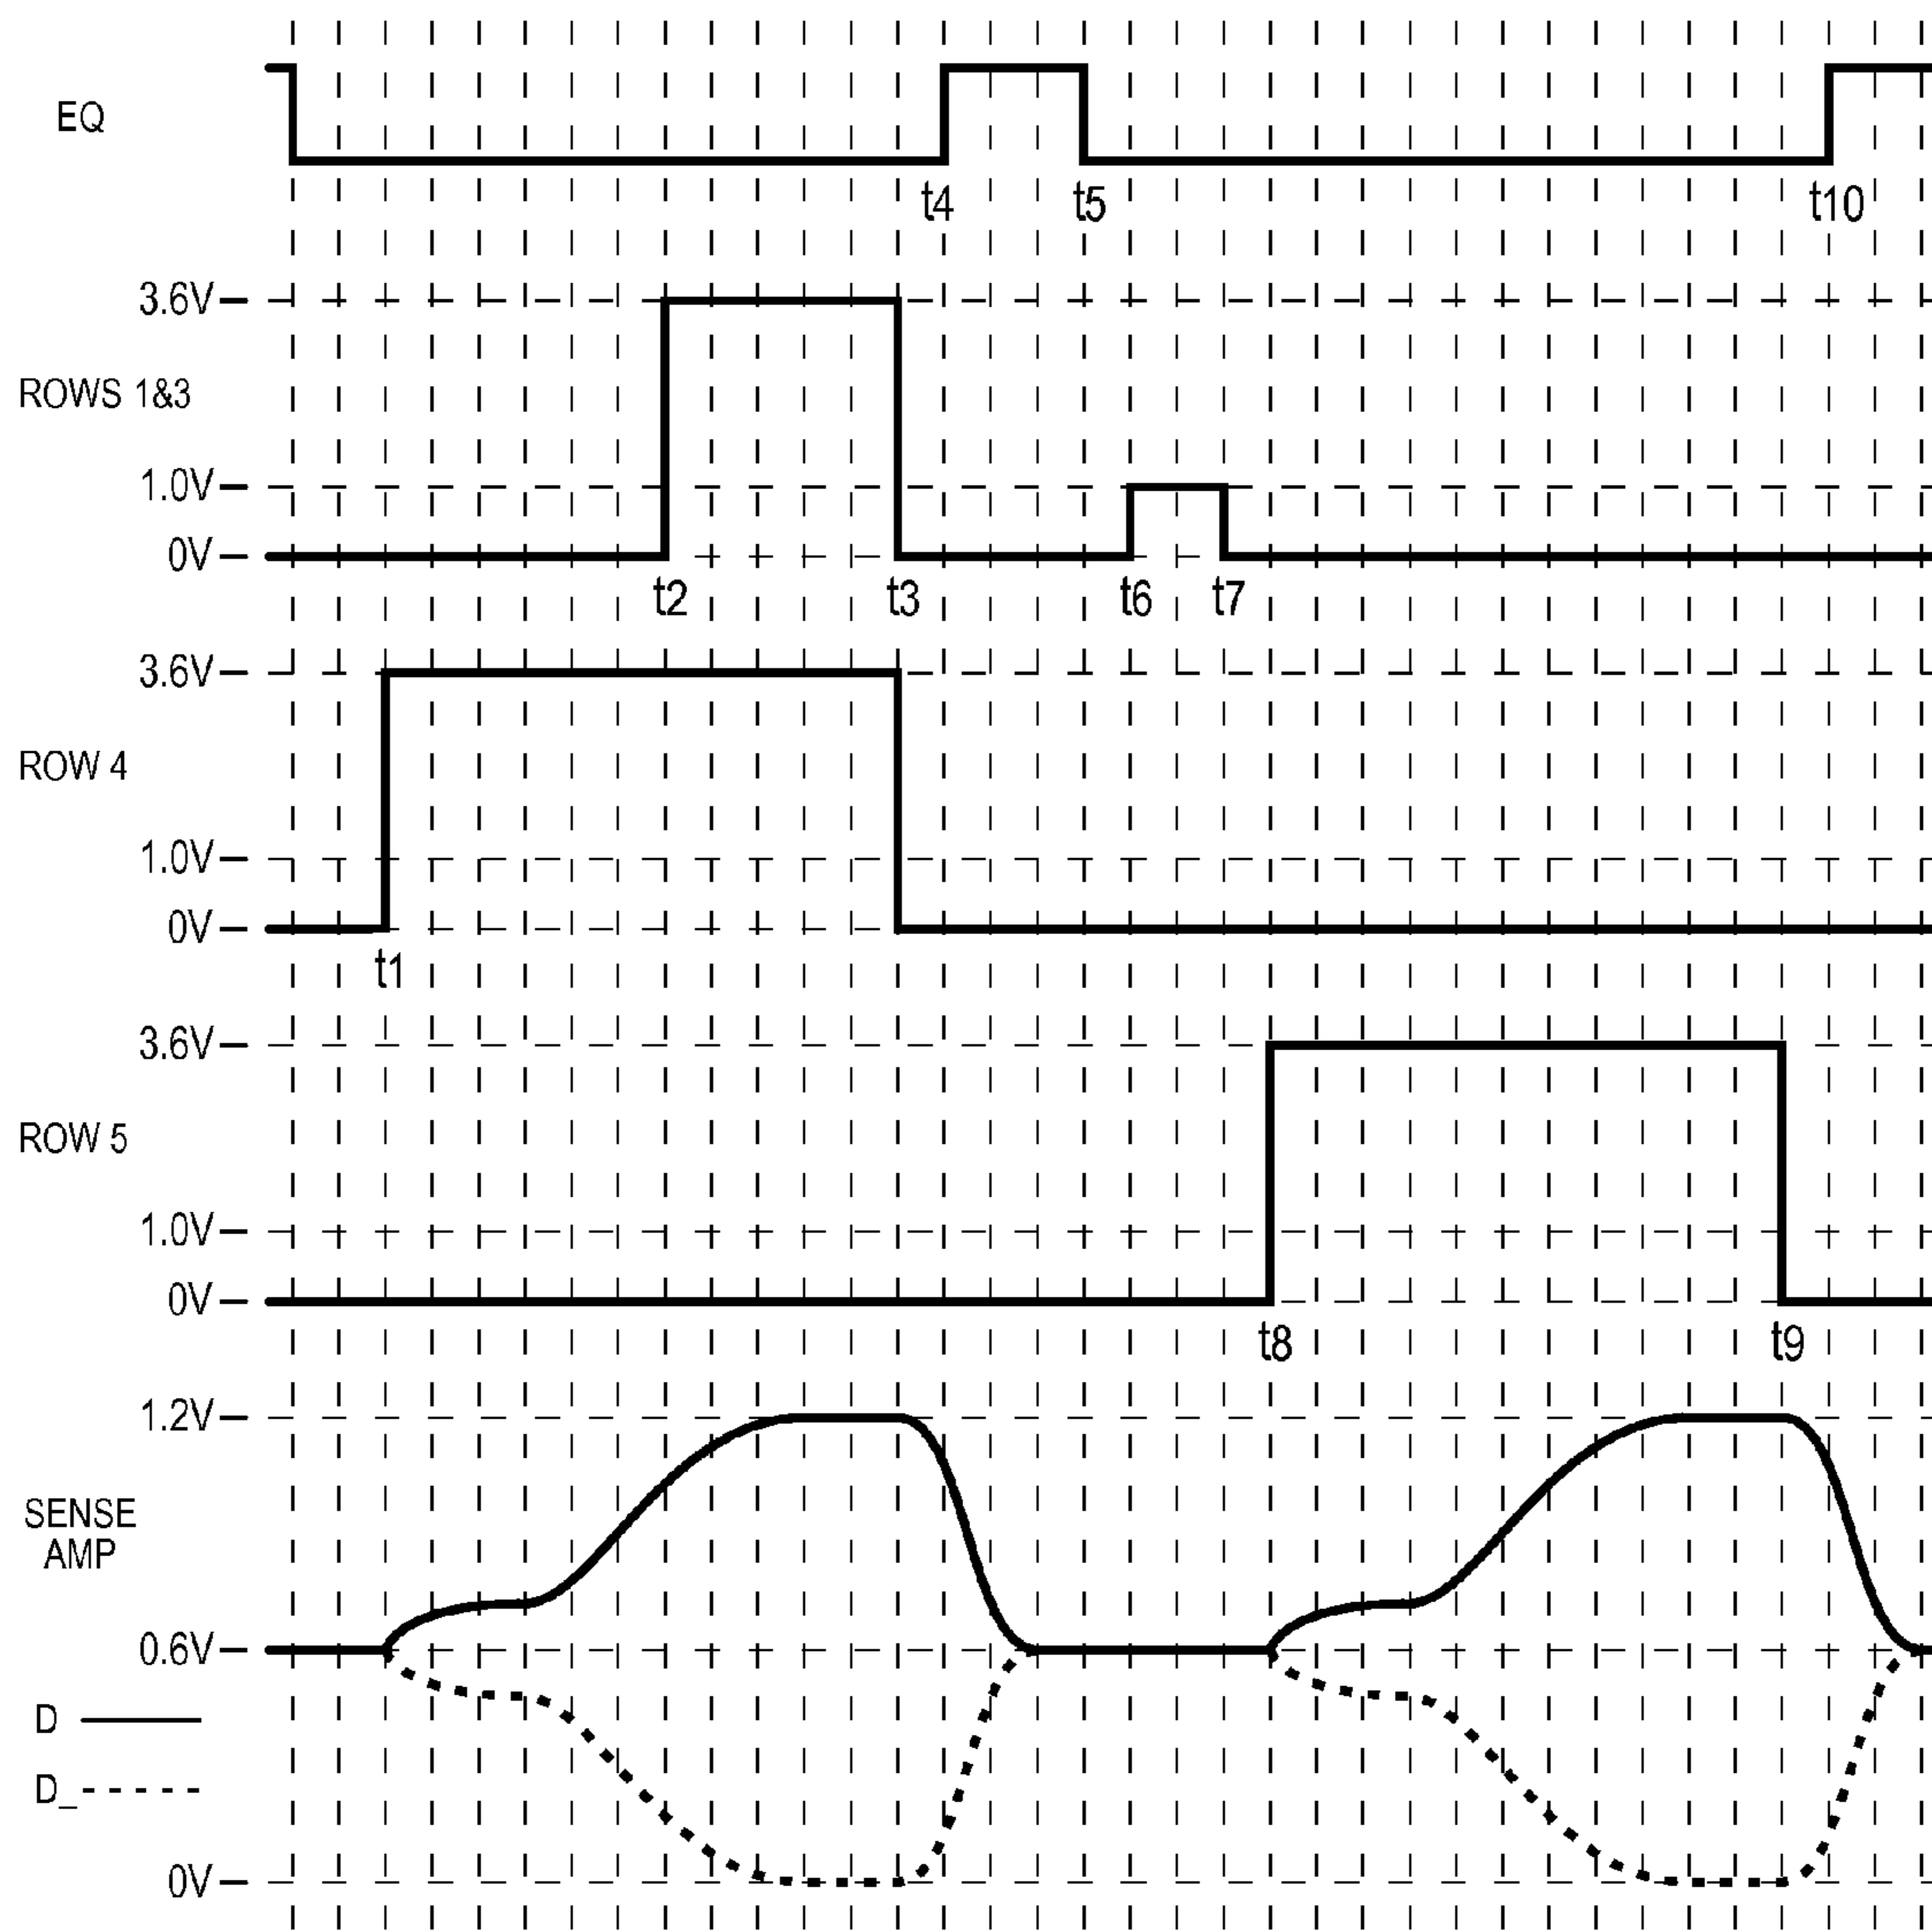 EQ
t4 t5 t10
3.6V
ROWS 1&3
1.0V
0V
t2 t3 t6 t7
3.6V
ROW 4
1.0V
0V
t1
3.6V
ROW 5
1.0V
0V
t8 t9
1.2V
SENSE
AMP
0.6V
D
D_
0V